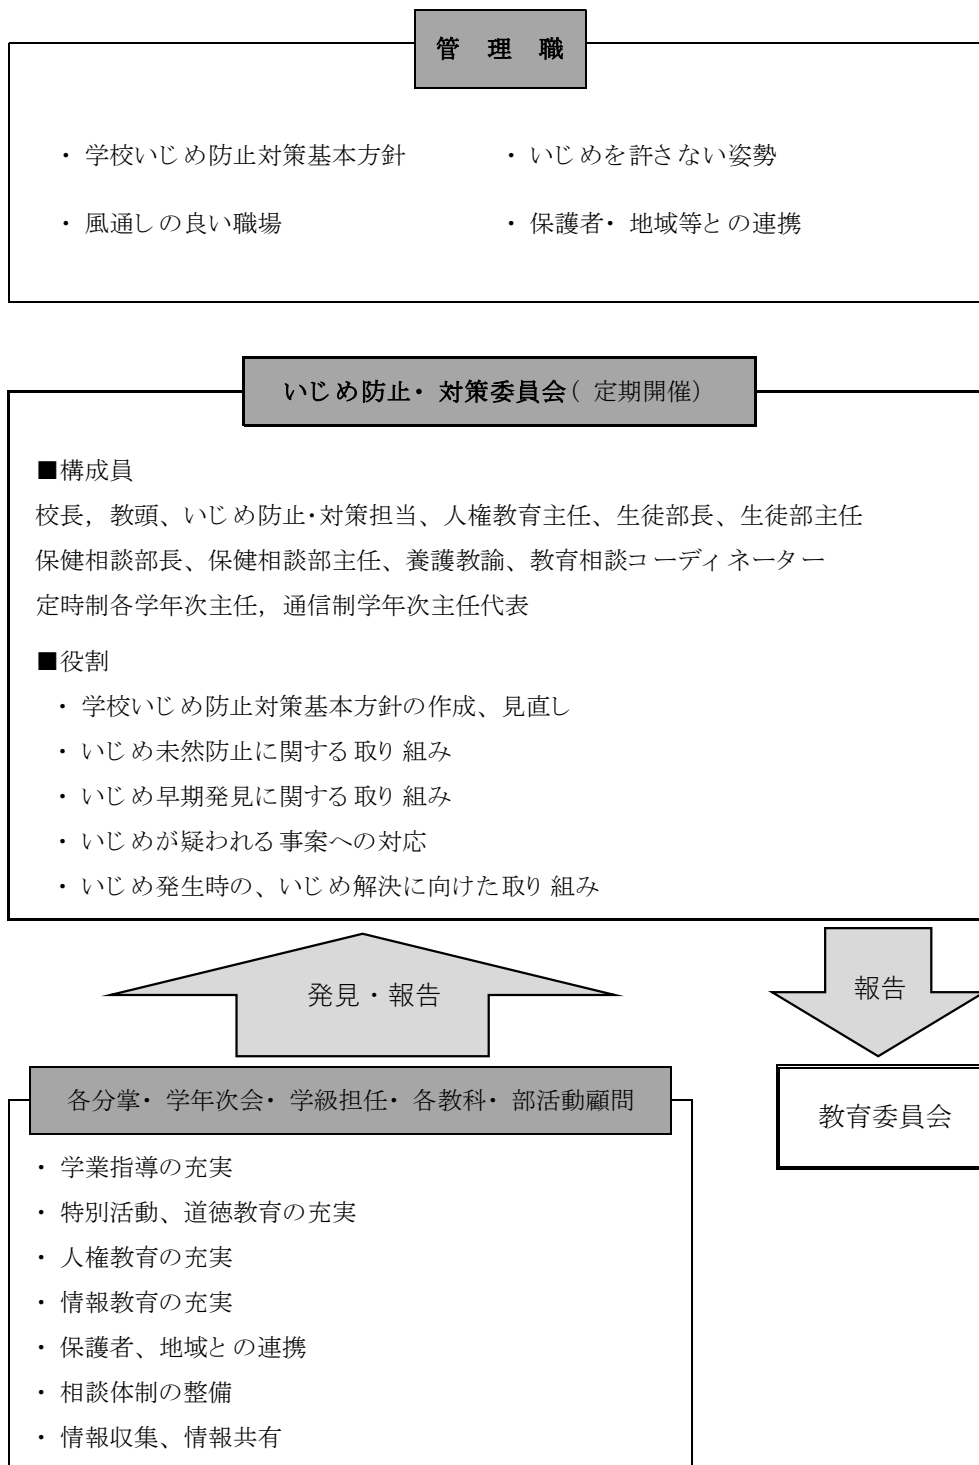 管　理　職
・ 学校いじめ防止対策基本方針
・ いじめを許さない姿勢
・ 風通しの良い職場
・ 保護者・ 地域等との連携
いじめ防止・ 対策委員会( 定期開催)
■構成員
校長，教頭、いじめ防止・対策担当、人権教育主任、生徒部長、生徒部主任
保健相談部長、保健相談部主任、養護教諭、教育相談コーディネーター
定時制各学年次主任，通信制学年次主任代表
■役割
・ 学校いじめ防止対策基本方針の作成、見直し
・ いじめ未然防止に関する取り組み
・ いじめ早期発見に関する取り組み
・ いじめが疑われる事案への対応
・ いじめ発生時の、いじめ解決に向けた取り組み
発見・報告
報告
各分掌・ 学年次会・ 学級担任・ 各教科・ 部活動顧問
教育委員会
・ 学業指導の充実
・ 特別活動、道徳教育の充実
・ 人権教育の充実
・ 情報教育の充実
・ 保護者、地域との連携
・ 相談体制の整備
・ 情報収集、情報共有